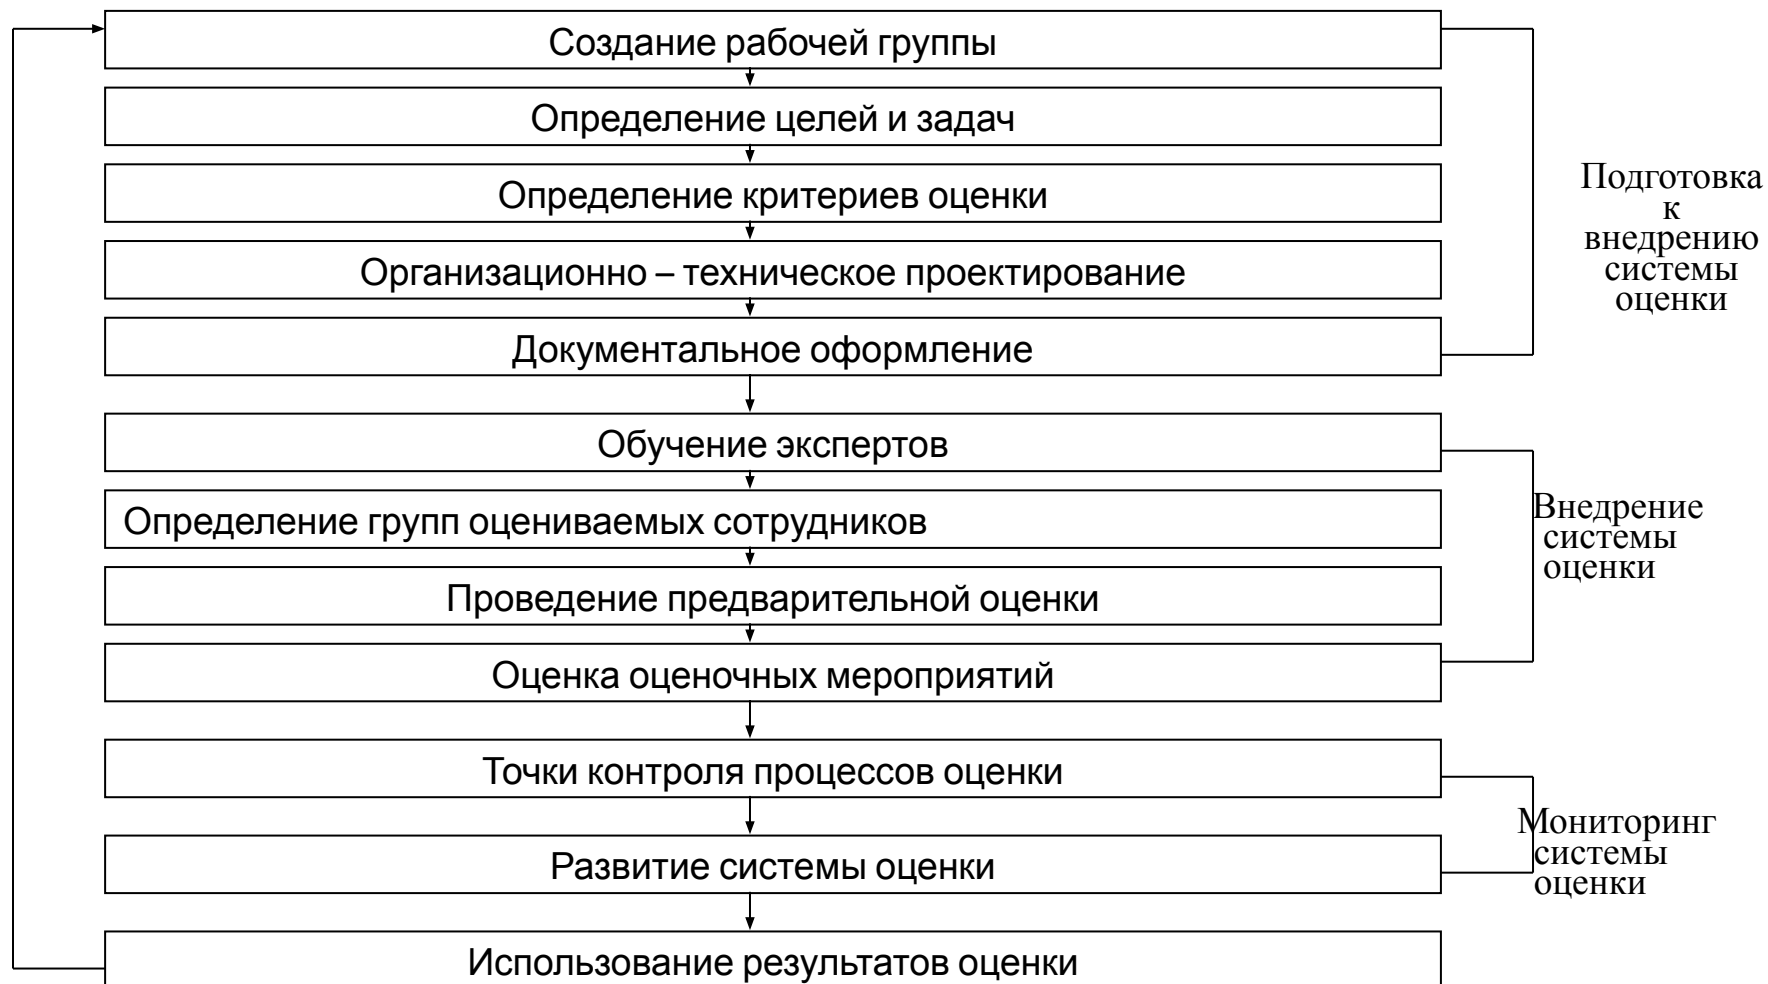 Создание рабочей группы
Определение целей и задач
Определение критериев оценки
Организационно – техническое проектирование
Документальное оформление
Подготовка
к
внедрению
системы
оценки
Обучение экспертов
Определение групп оцениваемых сотрудников
Проведение предварительной оценки
Оценка оценочных мероприятий
Внедрение
системы
оценки
Точки контроля процессов оценки
Развитие системы оценки
Мониторинг
системы
оценки
Использование результатов оценки